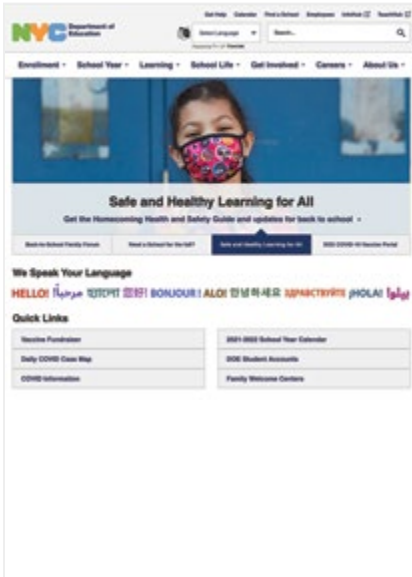 Get Help Calendar Find a School Employees InfoHub TeachHub
NYC Department of
Education
Select Language Search...
Enrollment School Year Learning School Life Get Involved Careers About Us
Safe and Healthy Learning for All
Get the Homecoming Health and Safety Guide and updates for back to school
Back-to-School Family Forum Need a School for the fall? Safe and Healthy Learning for All DOE COVID-19 Vaccine Portal
We Speak Your Language
HELLO! مرحباً! 您好! BONJOUR! ALO! 안녕하세요 ЗДРАВСТВУЙТЕ ¡HOLA!
Quick Links
Vaccine Fundraiser 2021-2022 School Year Calendar
Daily COVID Case Map DOE Student Accounts
COVID Information Family Welcome Centers